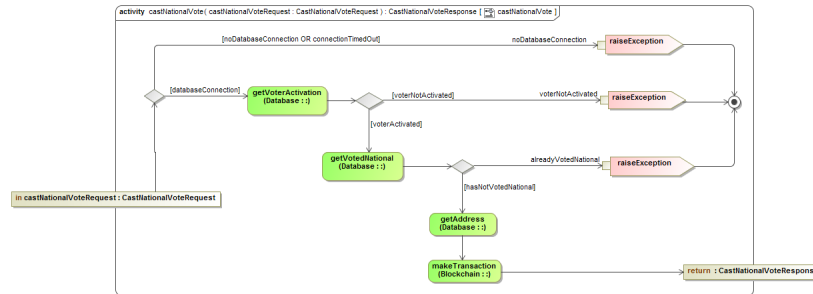 activity castNationalVote( castNationalVoteRequest : CastNationalVoteRequest ) : CastNationalVoteResponse [ castNationalVote ]
[noDatabaseConnection OR connectionTimedOut]
noDatabaseConnection
raiseException
[databaseConnection]
getVoterActivation
(Database : :)
[voterNotActivated]
voterNotActivated
raiseException
[voterActivated]
getVotedNational
(Database : :)
alreadyVotedNational
raiseException
[hasNotVotedNational]
in castNationalVoteRequest : CastNationalVoteRequest
getAddress
(Database : :)
makeTransaction
(Blockchain : :)
return : CastNationalVoteRespons